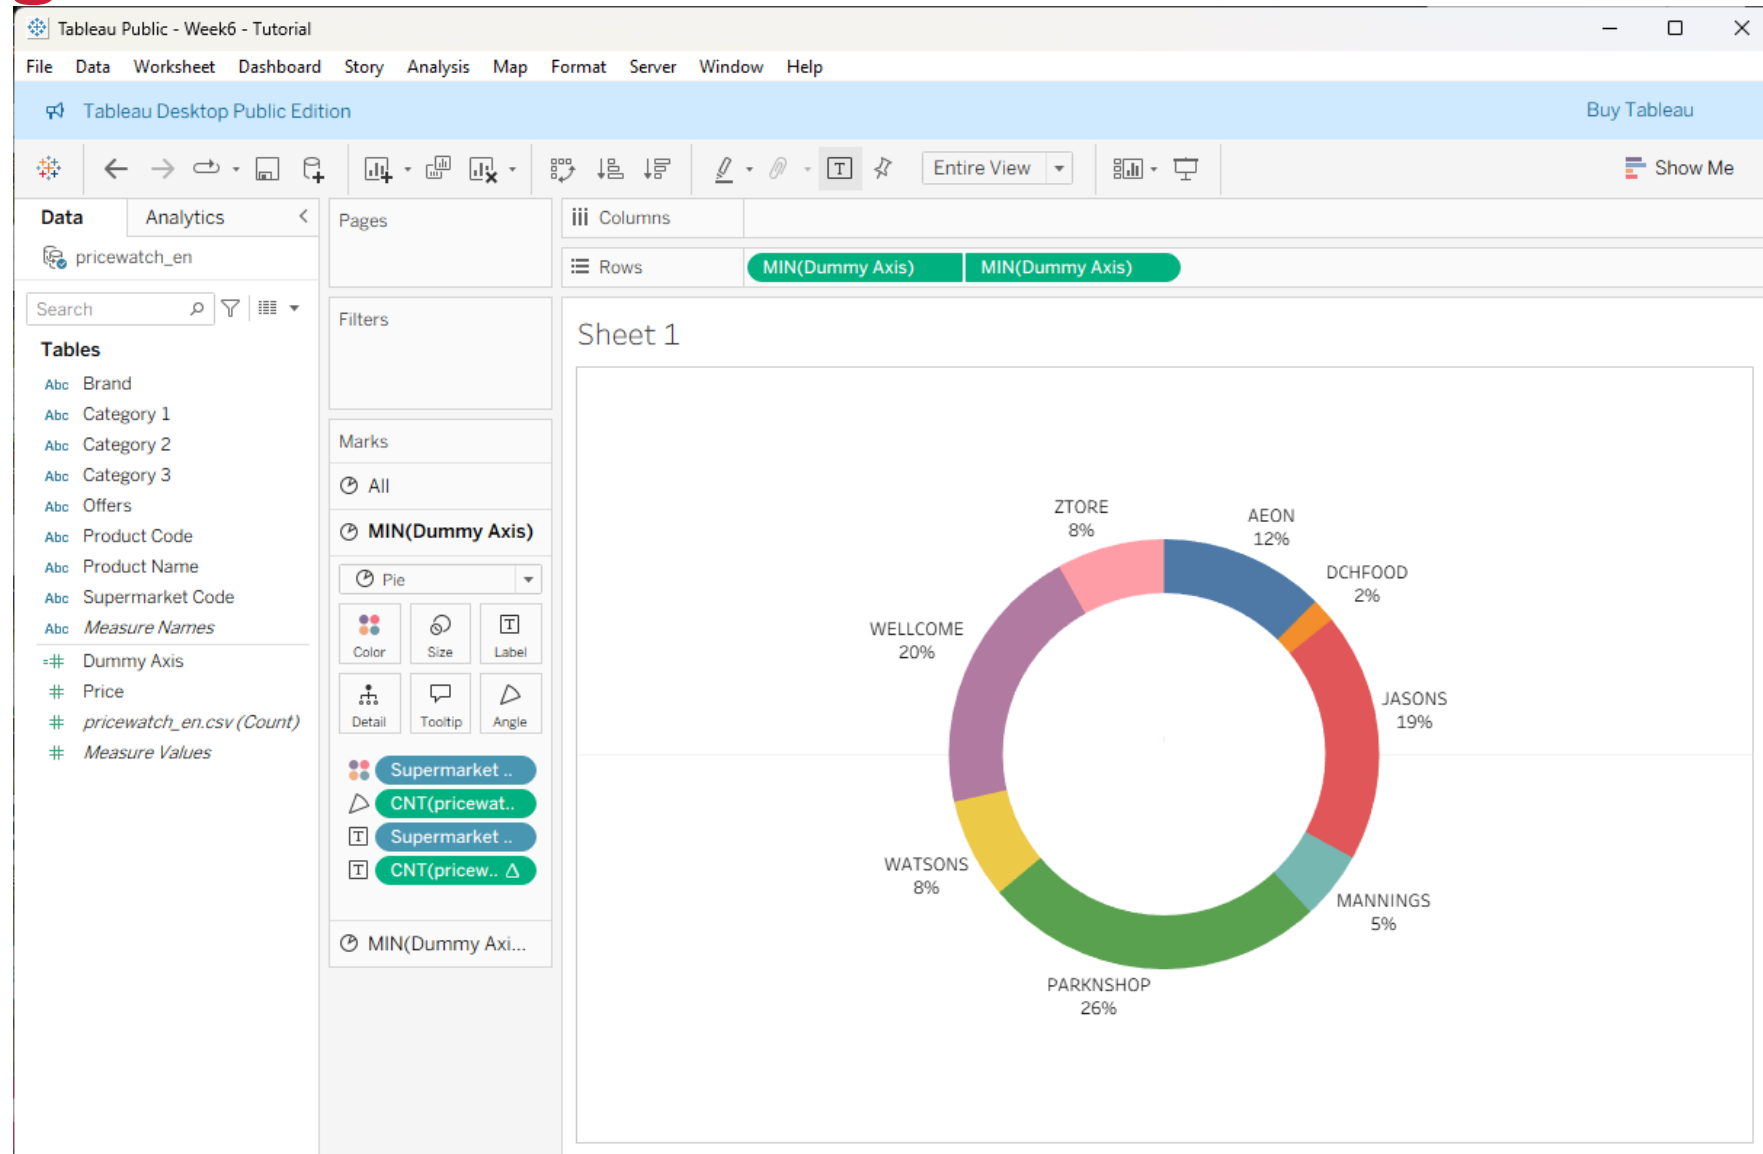 Tableau Public - Week6 - Tutorial
File Data Worksheet Dashboard Story Analysis Map Format Server Window Help
Tableau Desktop Public Edition
Buy Tableau
Entire View
Show Me
Data
Analytics
pricewatch_en
Search
Tables
Abc Brand
Abc Category 1
Abc Category 2
Abc Category 3
Abc Offers
Abc Product Code
Abc Product Name
Abc Supermarket Code
Abc Measure Names
=# Dummy Axis
# Price
# pricewatch_en.csv (Count)
# Measure Values
Pages
Filters
Marks
All
MIN(Dummy Axis)
Pie
Color
Size
T
Label
Detail
Tooltip
Angle
Supermarket ..
CNT(pricewat..
T Supermarket ..
T CNT(pricew.. Δ
MIN(Dummy Axi...
iii Columns
Rows
MIN(Dummy Axis)
MIN(Dummy Axis)
Sheet 1
ZTORE
8%
AEON
12%
DCHFOOD
2%
WELLCOME
20%
JASONS
19%
WATSONS
8%
MANNINGS
5%
PARKNSHOP
26%